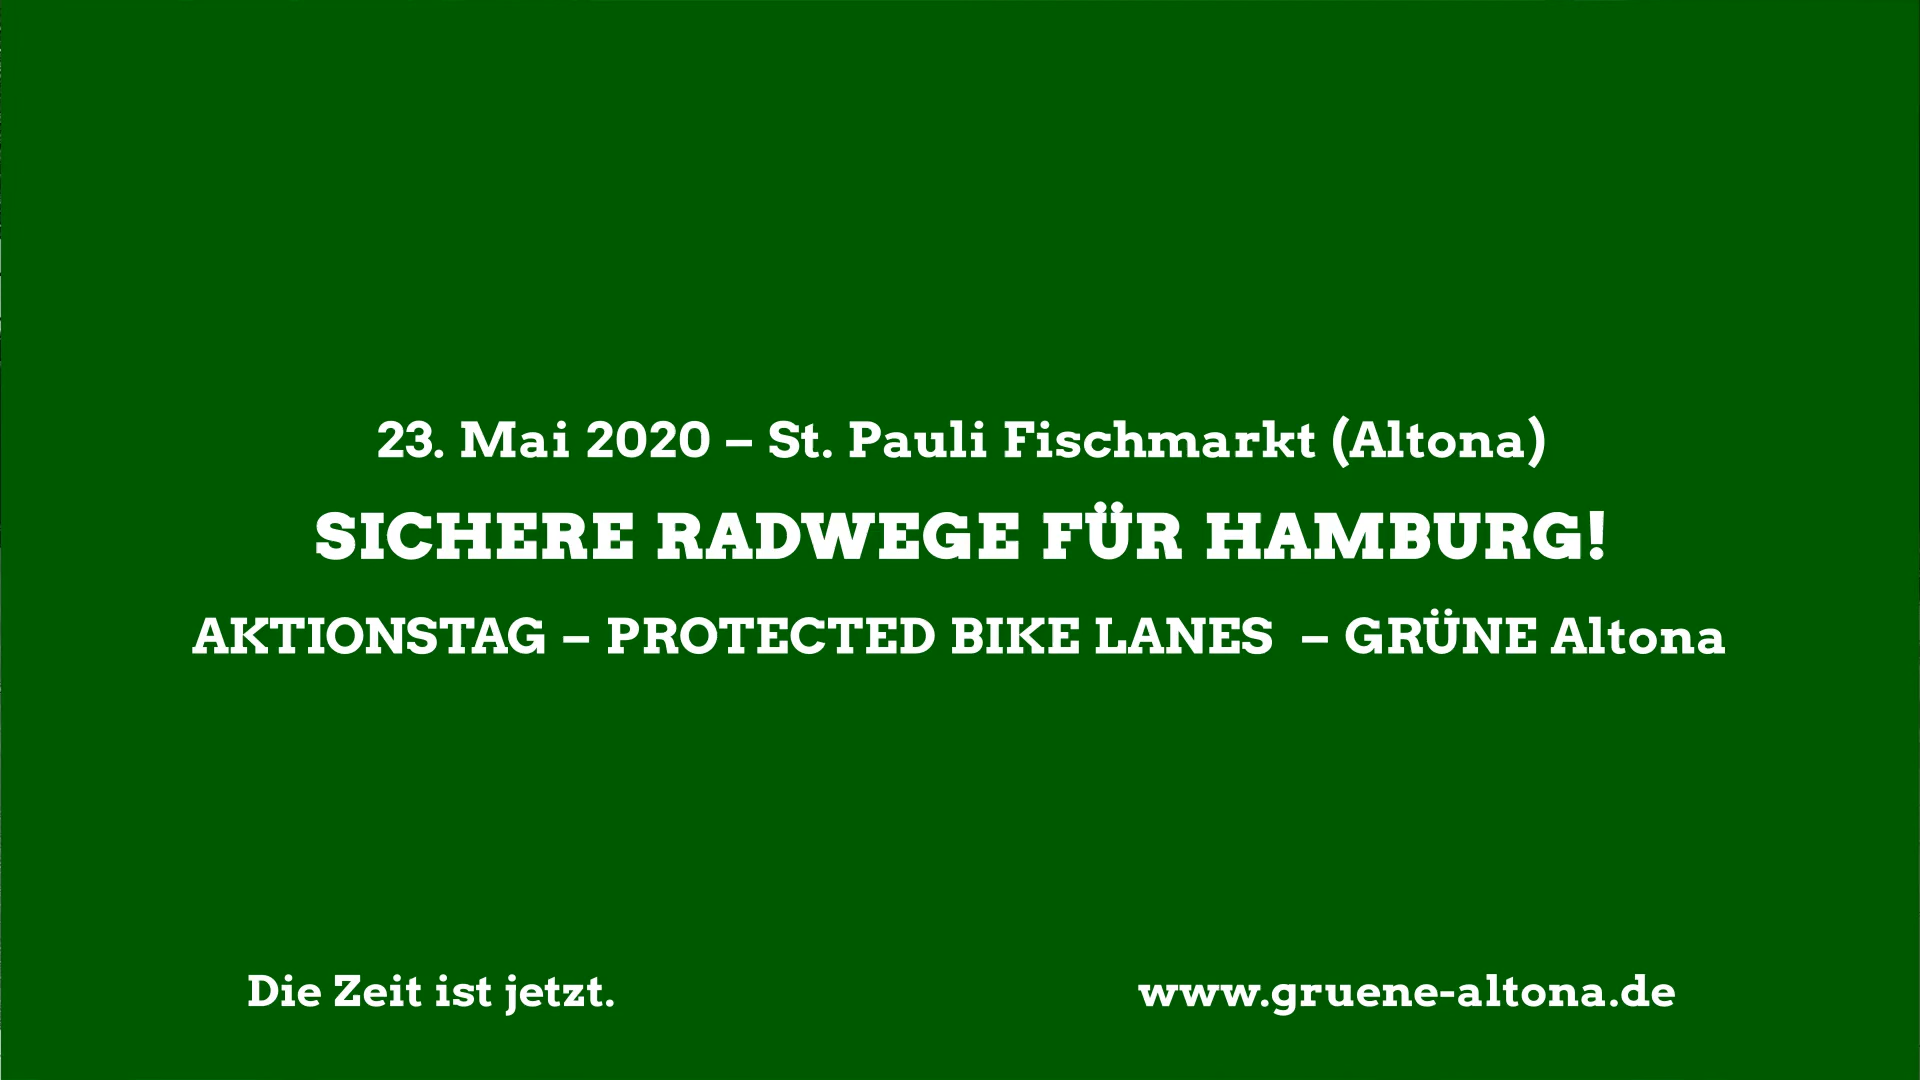 23. Mai 2020 – St. Pauli Fischmarkt (Altona)
SICHERE RADWEGE FÜR HAMBURG!
AKTIONSTAG – PROTECTED BIKE LANES – GRÜNE Altona
Die Zeit ist jetzt.
www.gruene-altona.de